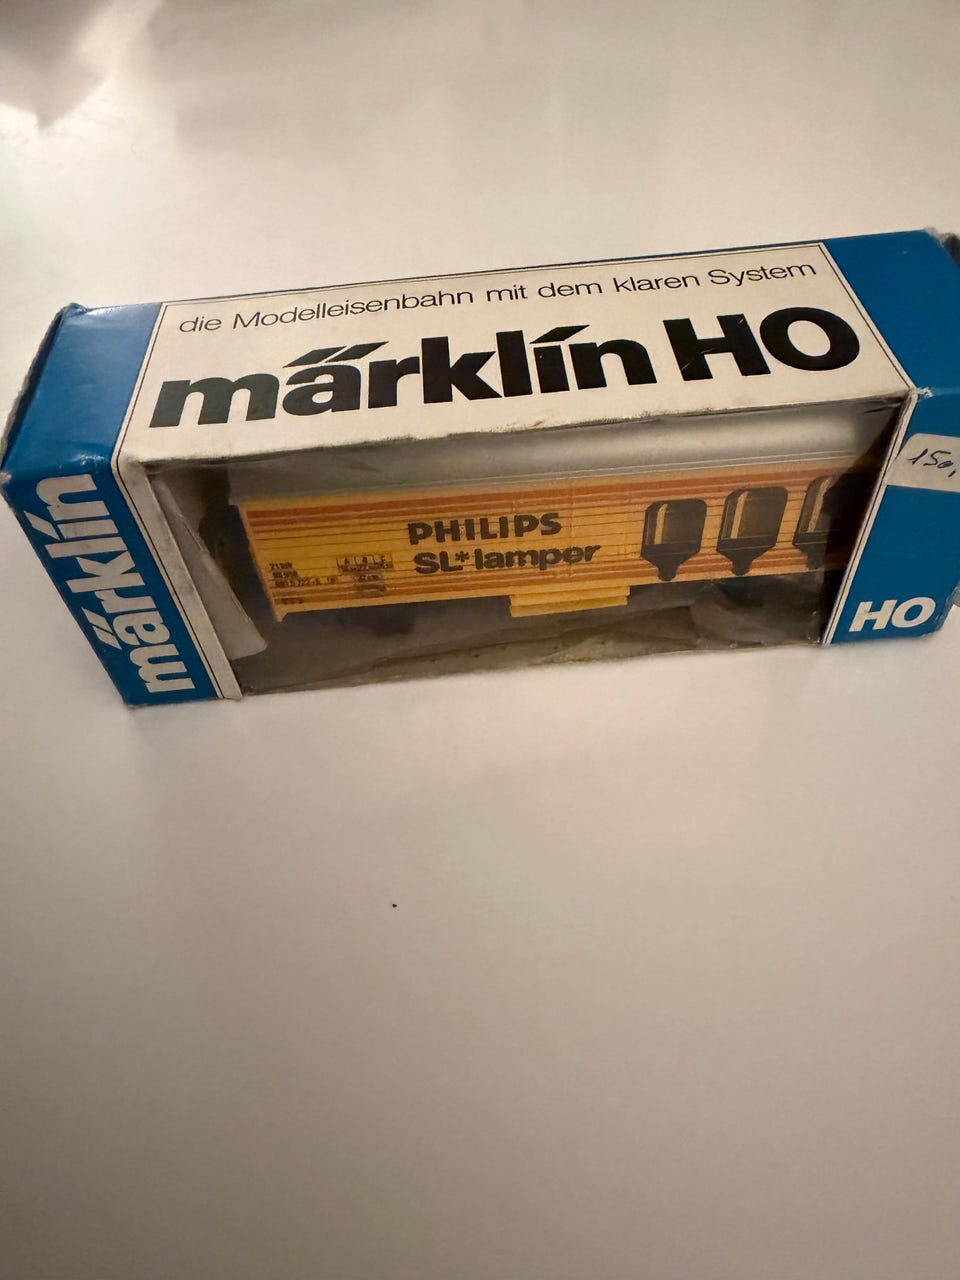 die Modelleisenbahn mit dem klaren System
märklin HO
märklin
PHILIPS
SL*lamper
150,
HO